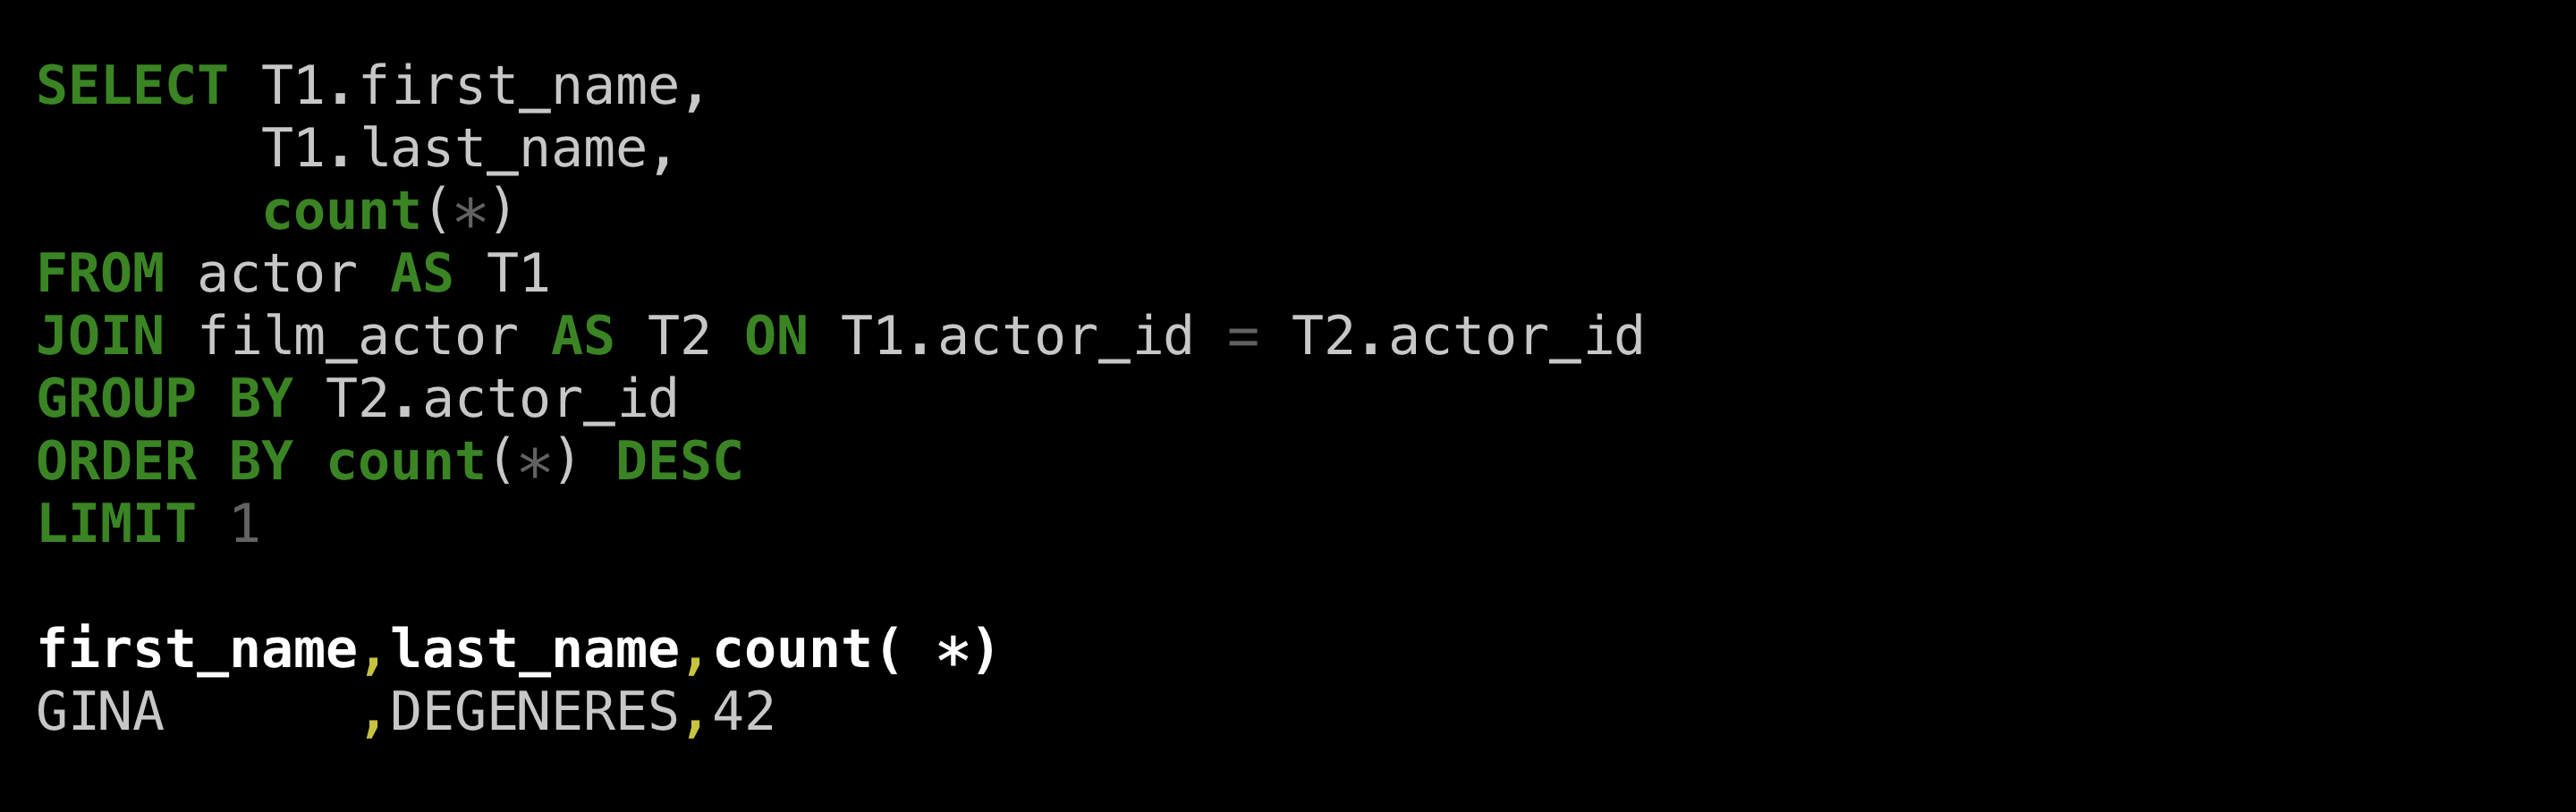 SELECT T1.first_name,
       T1.last_name,
       count(*)
FROM actor AS T1
JOIN film_actor AS T2 ON T1.actor_id = T2.actor_id
GROUP BY T2.actor_id
ORDER BY count(*) DESC
LIMIT 1

first_name,last_name,count( *)
GINA      ,DEGENERES,42